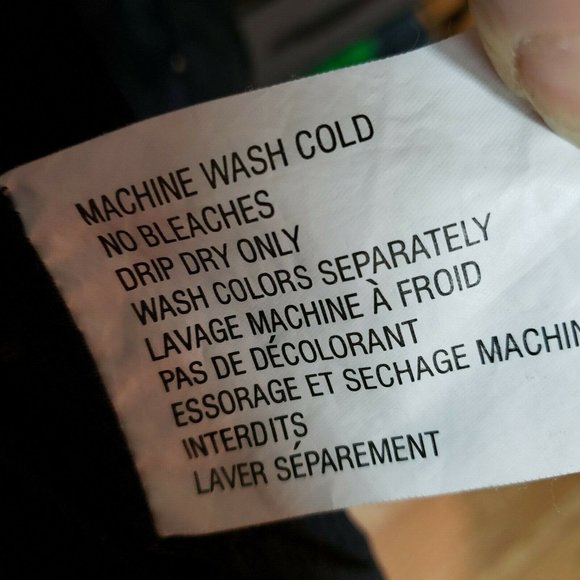 MACHINE WASH COLD
NO BLEACHES
DRIP DRY ONLY
WASH COLORS SEPARATELY
LAVAGE MACHINE À FROID
PAS DE DÉCOLORANT
ESSORAGE ET SECHAGE MACHIN
INTERDITS
LAVER SÉPAREMENT